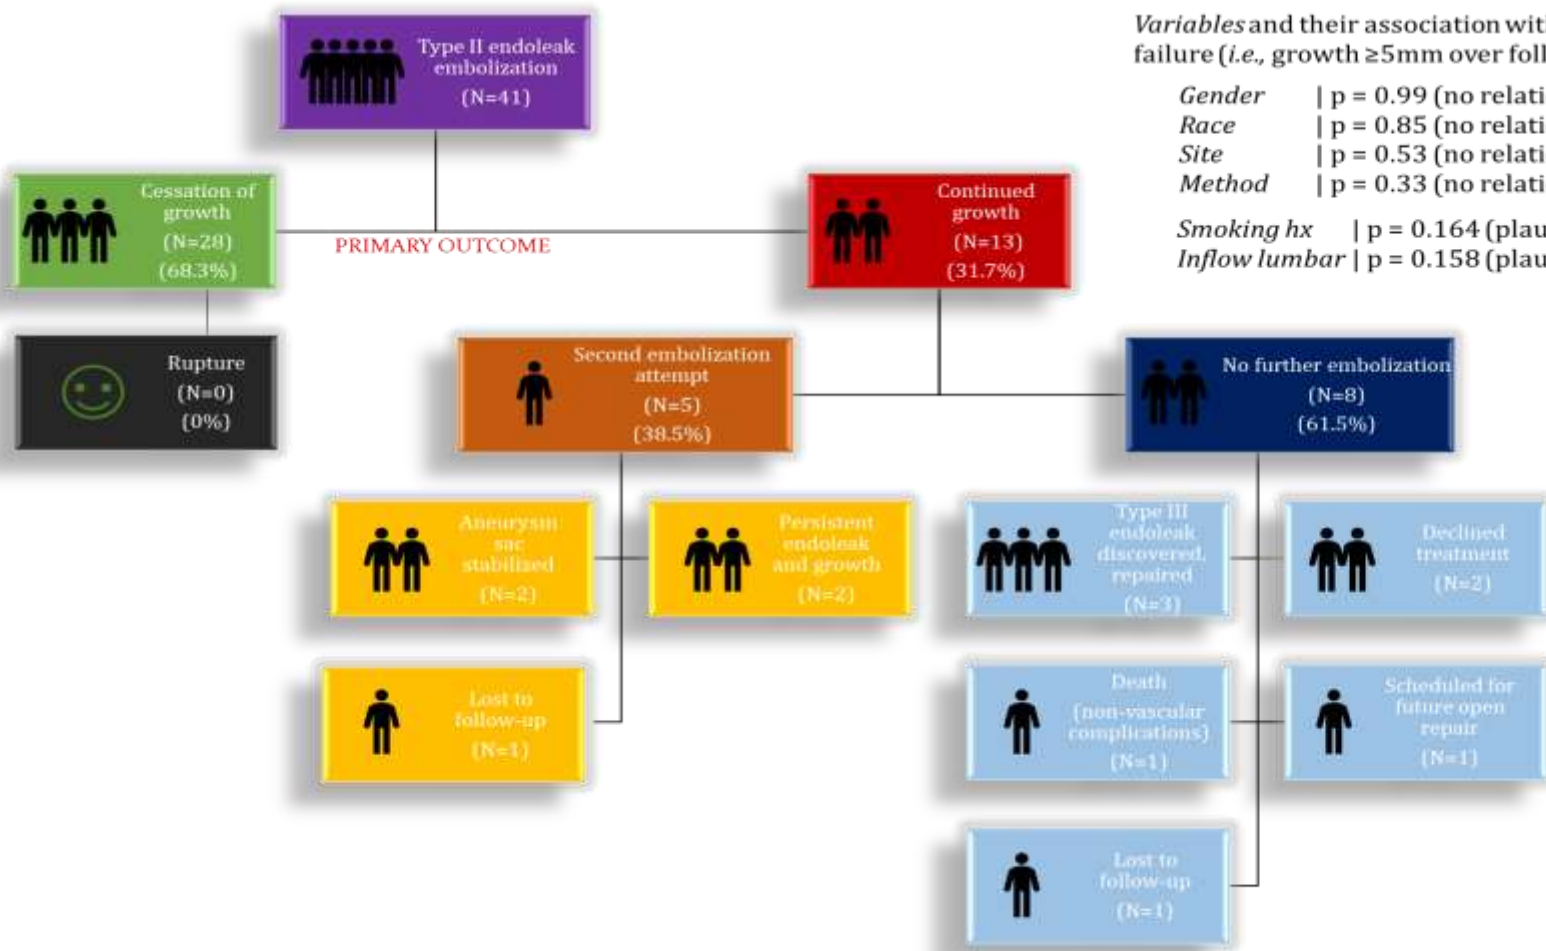 Type II endoleak
embolization
(N=41)
Variables and their association wit
failure (i.e., growth ≥5mm over foll
Gender | p = 0.99 (no relati
Race | p = 0.85 (no relati
Site | p = 0.53 (no relati
Method | p = 0.33 (no relati
Smoking hx | p = 0.164 (plau
Inflow lumbar | p = 0.158 (plau
Cessation of
growth
(N=28)
(68.3%)
PRIMARY OUTCOME
Continued
growth
(N=13)
(31.7%)
Rupture
(N=0)
(0%)
Second embolization
attempt
(N=5)
(38.5%)
No further embolization
(N=8)
(61.5%)
Aneurysm
sac
stabilized
(N=2)
Persistent
endoleak
and growth
(N=2)
Type III
endoleak
discovered,
repaired
(N=3)
Declined
treatment
(N=2)
Lost to
follow-up
(N=1)
Death
(non-vascular
complications)
(N=1)
Scheduled for
future open
repair
(N=1)
Lost to
follow-up
(N=1)